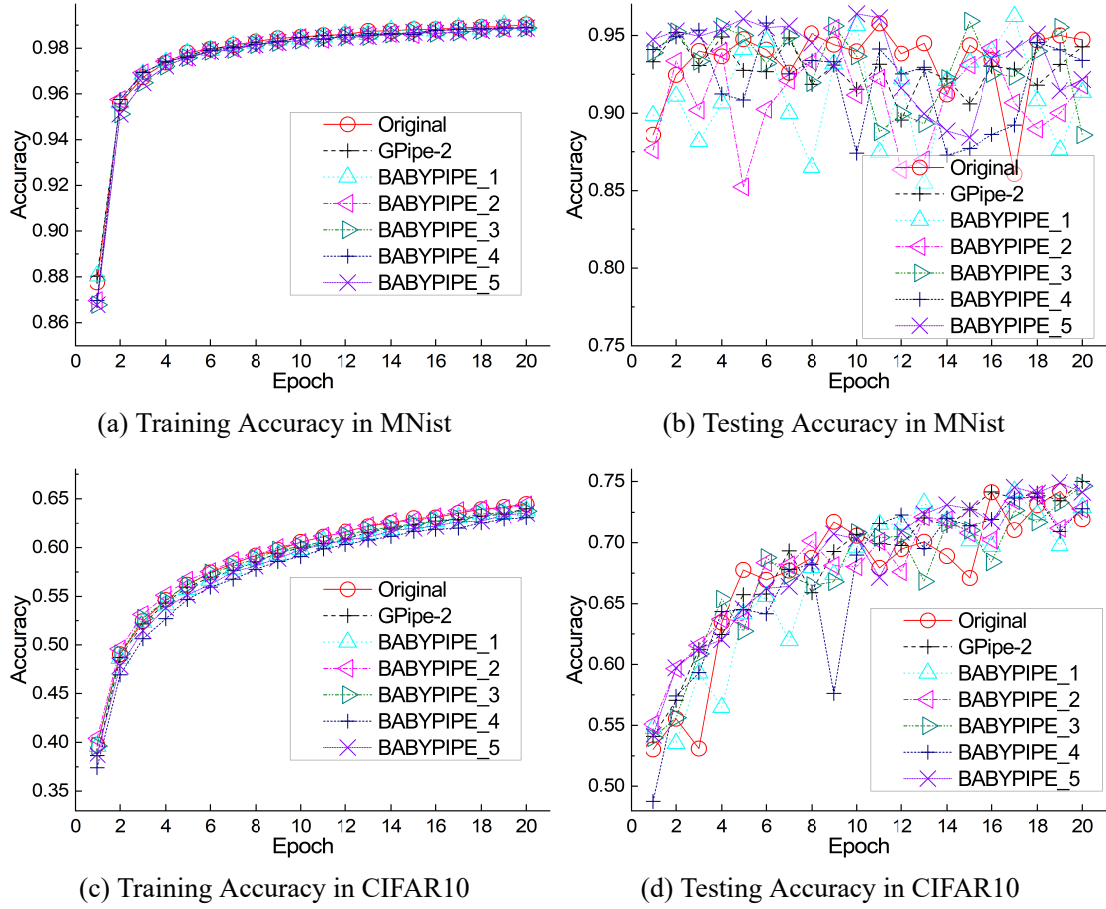 Accuracy
0.98
0.96
0.94
0.92
0.90
0.88
0.86
Original
GPipe-2
BABYPIPE_1
BABYPIPE_2
BABYPIPE_3
BABYPIPE_4
BABYPIPE_5
0 2 4 6 8 10 12 14 16 18 20
Epoch
(a) Training Accuracy in MNist
Accuracy
0.95
0.90
0.85
0.80
0.75
Original
GPipe-2
BABYPIPE_1
BABYPIPE_2
BABYPIPE_3
BABYPIPE_4
BABYPIPE_5
0 2 4 6 8 10 12 14 16 18 20
Epoch
(b) Testing Accuracy in MNist
Accuracy
0.65
0.60
0.55
0.50
0.45
0.40
0.35
Original
GPipe-2
BABYPIPE_1
BABYPIPE_2
BABYPIPE_3
BABYPIPE_4
BABYPIPE_5
0 2 4 6 8 10 12 14 16 18 20
Epoch
(c) Training Accuracy in CIFAR10
Accuracy
0.75
0.70
0.65
0.60
0.55
0.50
Original
GPipe-2
BABYPIPE_1
BABYPIPE_2
BABYPIPE_3
BABYPIPE_4
BABYPIPE_5
0 2 4 6 8 10 12 14 16 18 20
Epoch
(d) Testing Accuracy in CIFAR10